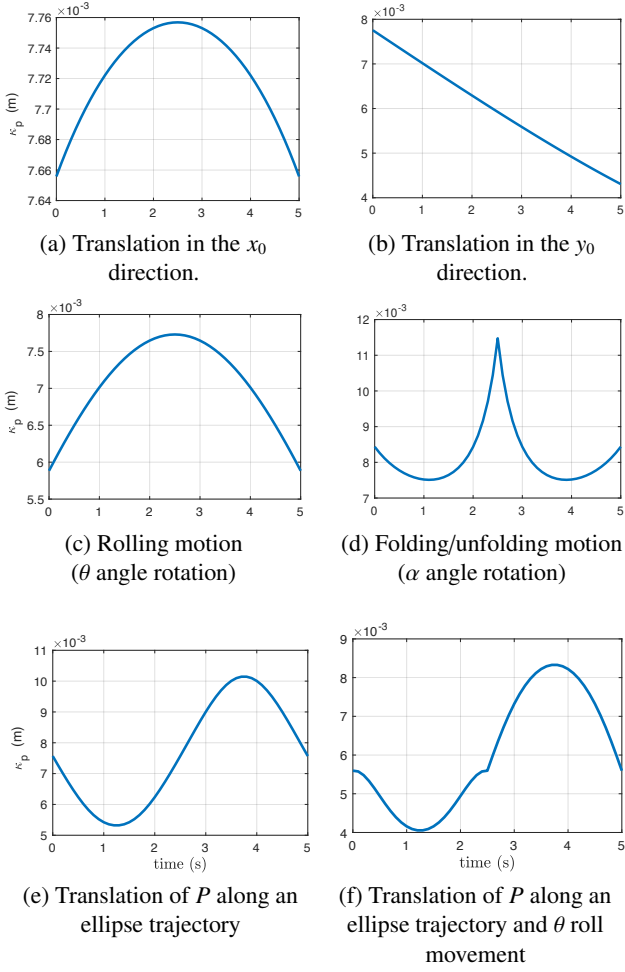 ×10⁻³
7.76
7.74
7.72
7.7
7.68
7.66
7.64
κp (m)
0 1 2 3 4 5
(a) Translation in the x₀
direction.
×10⁻³
8
7
6
5
4
0 1 2 3 4 5
(b) Translation in the y₀
direction.
×10⁻³
8
7.5
7
6.5
6
5.5
κp (m)
0 1 2 3 4 5
(c) Rolling motion
(θ angle rotation)
×10⁻³
12
11
10
9
8
7
0 1 2 3 4 5
(d) Folding/unfolding motion
(α angle rotation)
×10⁻³
11
10
9
8
7
6
5
κp (m)
0 1 2 3 4 5
time (s)
(e) Translation of P along an
ellipse trajectory
×10⁻³
9
8
7
6
5
4
0 1 2 3 4 5
time (s)
(f) Translation of P along an
ellipse trajectory and θ roll
movement